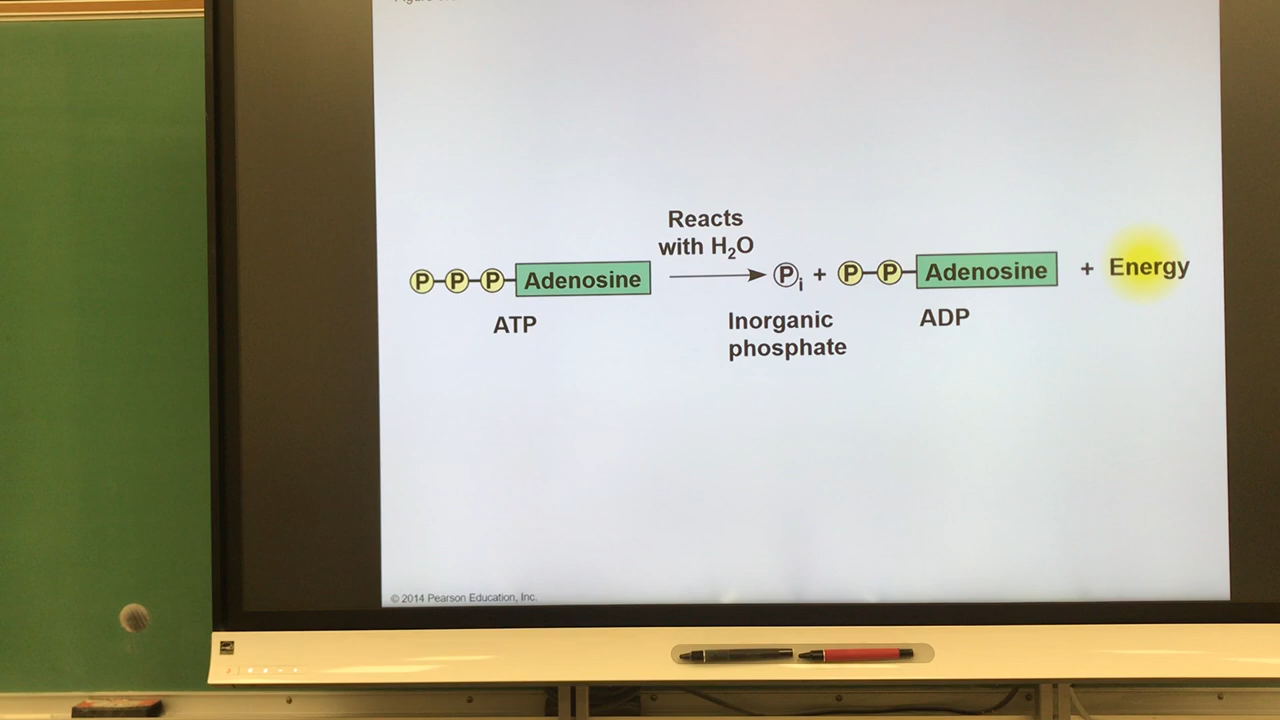 Reacts
with H₂O
P-P-P-Adenosine
Pi + P-P-Adenosine + Energy
ATP
Inorganic
phosphate
ADP
© 2014 Pearson Education, Inc.